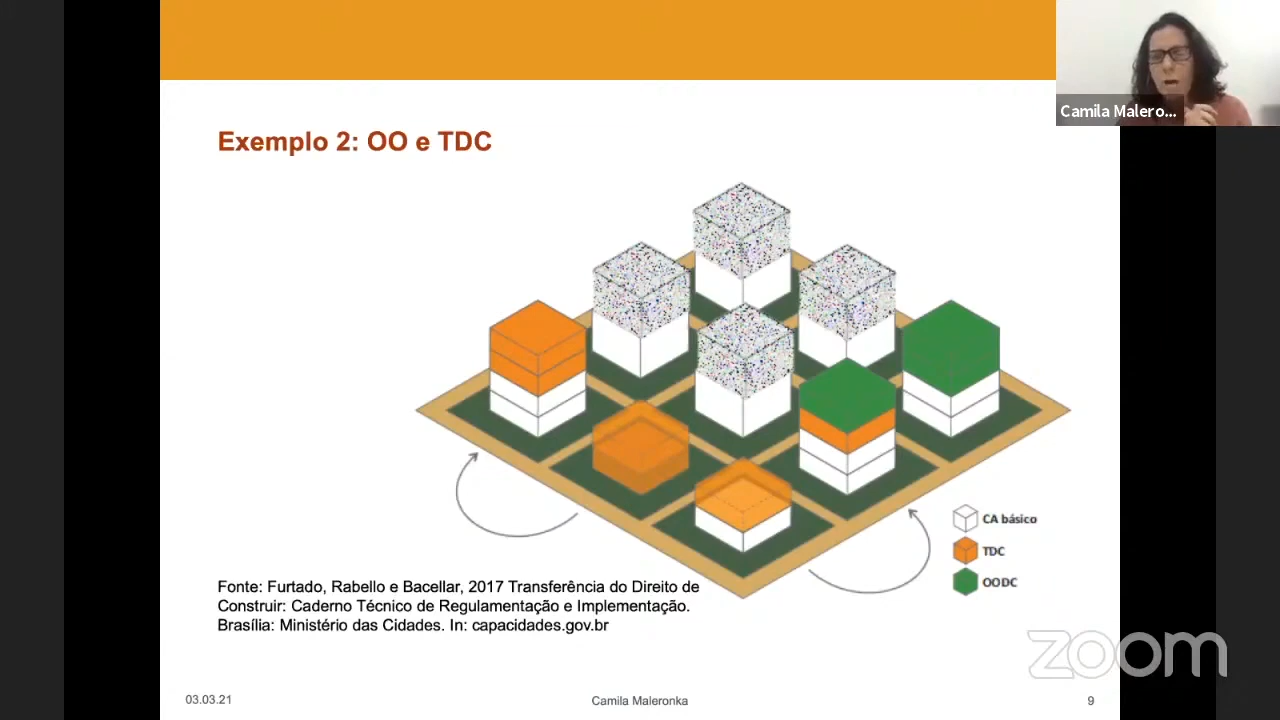 Camila Malero...
Exemplo 2: OO e TDC
CA básico
TDC
OODC
Fonte: Furtado, Rabello e Bacellar, 2017 Transferência do Direito de
Construir: Caderno Técnico de Regulamentação e Implementação.
Brasília: Ministério das Cidades. In: capacidades.gov.br
zoom
03.03.21
Camila Maleronka
9